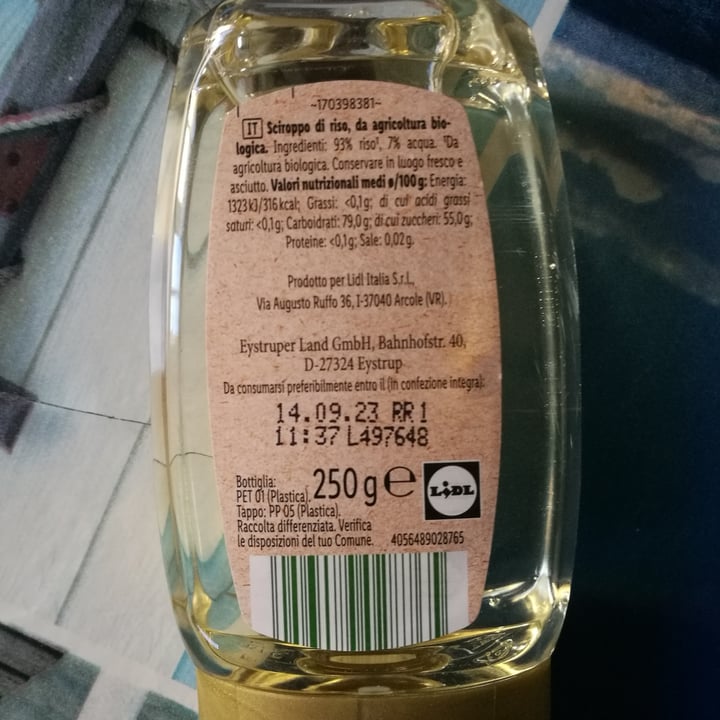 ~170398381~
IT Sciroppo di riso, da agricoltura bio-
logica. Ingredienti: 93% riso¹, 7% acqua. ¹Da
agricoltura biologica. Conservare in luogo fresco e
asciutto. Valori nutrizionali medi ø/100 g: Energia:
1323 kJ/316 kcal; Grassi: <0,1g; di cui acidi grassi
saturi: <0,1g; Carboidrati: 79,0g; di cui zuccheri: 55,0g;
Proteine: <0,1g; Sale: 0,02g.
Prodotto per Lidl Italia S.r.l.,
Via Augusto Ruffo 36, I-37040 Arcole (VR).
Eystruper Land GmbH, Bahnhofstr. 40,
D-27324 Eystrup
Da consumarsi preferibilmente entro il (in confezione integra):
14.09.23 RR1
11:37 L497648
Bottiglia:
PET 01 (Plastica).
Tappo: PP 05 (Plastica).
Raccolta differenziata. Verifica
le disposizioni del tuo Comune.
250 g e
LIDL
4056489028765